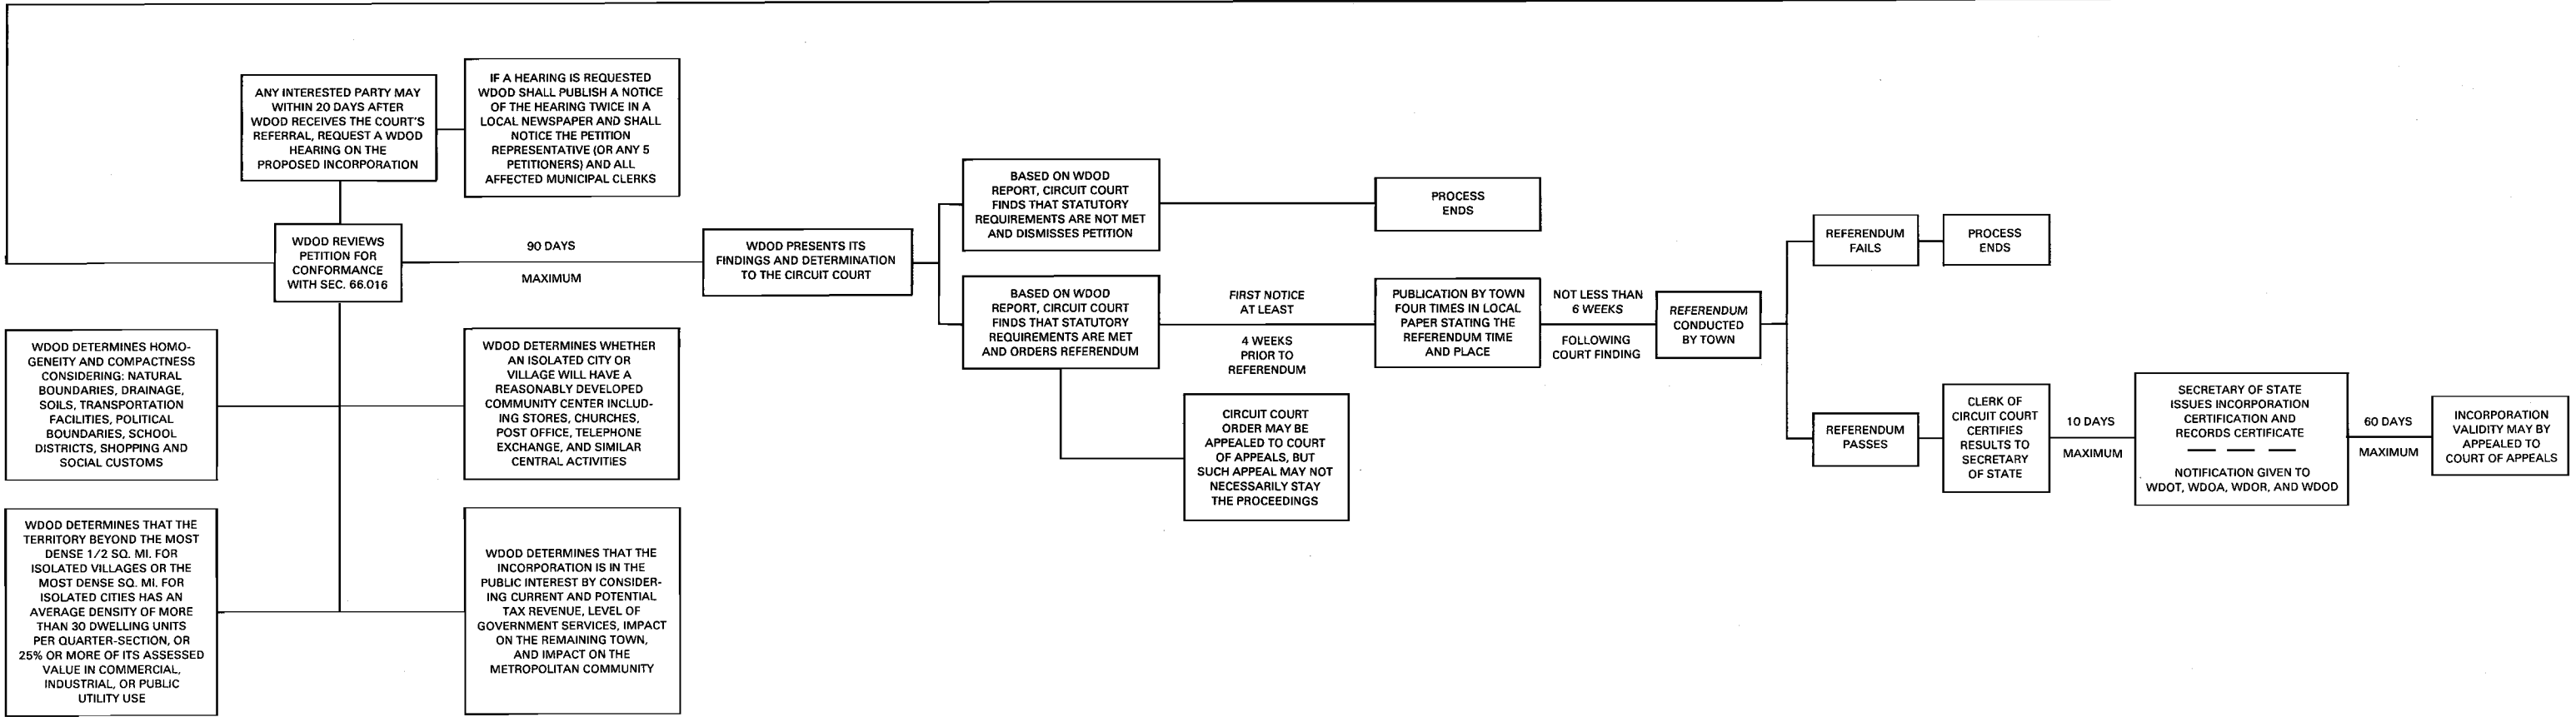 ANY INTERESTED PARTY MAY
WITHIN 20 DAYS AFTER
WDOD RECEIVES THE COURT'S
REFERRAL, REQUEST A WDOD
HEARING ON THE
PROPOSED INCORPORATION
IF A HEARING IS REQUESTED
WDOD SHALL PUBLISH A NOTICE
OF THE HEARING TWICE IN A
LOCAL NEWSPAPER AND SHALL
NOTICE THE PETITION
REPRESENTATIVE (OR ANY 5
PETITIONERS) AND ALL
AFFECTED MUNICIPAL CLERKS
WDOD REVIEWS
PETITION FOR
CONFORMANCE
WITH SEC. 66.016
90 DAYS
MAXIMUM
WDOD PRESENTS ITS
FINDINGS AND DETERMINATION
TO THE CIRCUIT COURT
WDOD DETERMINES HOMO-
GENEITY AND COMPACTNESS
CONSIDERING: NATURAL
BOUNDARIES, DRAINAGE,
SOILS, TRANSPORTATION
FACILITIES, POLITICAL
BOUNDARIES, SCHOOL
DISTRICTS, SHOPPING AND
SOCIAL CUSTOMS
WDOD DETERMINES WHETHER
AN ISOLATED CITY OR
VILLAGE WILL HAVE A
REASONABLY DEVELOPED
COMMUNITY CENTER INCLUD-
ING STORES, CHURCHES,
POST OFFICE, TELEPHONE
EXCHANGE, AND SIMILAR
CENTRAL ACTIVITIES
WDOD DETERMINES THAT THE
TERRITORY BEYOND THE MOST
DENSE 1/2 SQ. MI. FOR
ISOLATED VILLAGES OR THE
MOST DENSE SQ. MI. FOR
ISOLATED CITIES HAS AN
AVERAGE DENSITY OF MORE
THAN 30 DWELLING UNITS
PER QUARTER-SECTION, OR
25% OR MORE OF ITS ASSESSED
VALUE IN COMMERCIAL,
INDUSTRIAL, OR PUBLIC
UTILITY USE
WDOD DETERMINES THAT THE
INCORPORATION IS IN THE
PUBLIC INTEREST BY CONSIDER-
ING CURRENT AND POTENTIAL
TAX REVENUE, LEVEL OF
GOVERNMENT SERVICES, IMPACT
ON THE REMAINING TOWN,
AND IMPACT ON THE
METROPOLITAN COMMUNITY
BASED ON WDOD
REPORT, CIRCUIT COURT
FINDS THAT STATUTORY
REQUIREMENTS ARE NOT MET
AND DISMISSES PETITION
PROCESS
ENDS
BASED ON WDOD
REPORT, CIRCUIT COURT
FINDS THAT STATUTORY
REQUIREMENTS ARE MET
AND ORDERS REFERENDUM
FIRST NOTICE
AT LEAST
4 WEEKS
PRIOR TO
REFERENDUM
PUBLICATION BY TOWN
FOUR TIMES IN LOCAL
PAPER STATING THE
REFERENDUM TIME
AND PLACE
NOT LESS THAN
6 WEEKS
FOLLOWING
COURT FINDING
REFERENDUM
CONDUCTED
BY TOWN
CIRCUIT COURT
ORDER MAY BE
APPEALED TO COURT
OF APPEALS, BUT
SUCH APPEAL MAY NOT
NECESSARILY STAY
THE PROCEEDINGS
REFERENDUM
FAILS
PROCESS
ENDS
REFERENDUM
PASSES
CLERK OF
CIRCUIT COURT
CERTIFIES
RESULTS TO
SECRETARY
OF STATE
10 DAYS
MAXIMUM
SECRETARY OF STATE
ISSUES INCORPORATION
CERTIFICATION AND
RECORDS CERTIFICATE
NOTIFICATION GIVEN TO
WDOT, WDOA, WDOR, AND WDOD
60 DAYS
MAXIMUM
INCORPORATION
VALIDITY MAY BY
APPEALED TO
COURT OF APPEALS